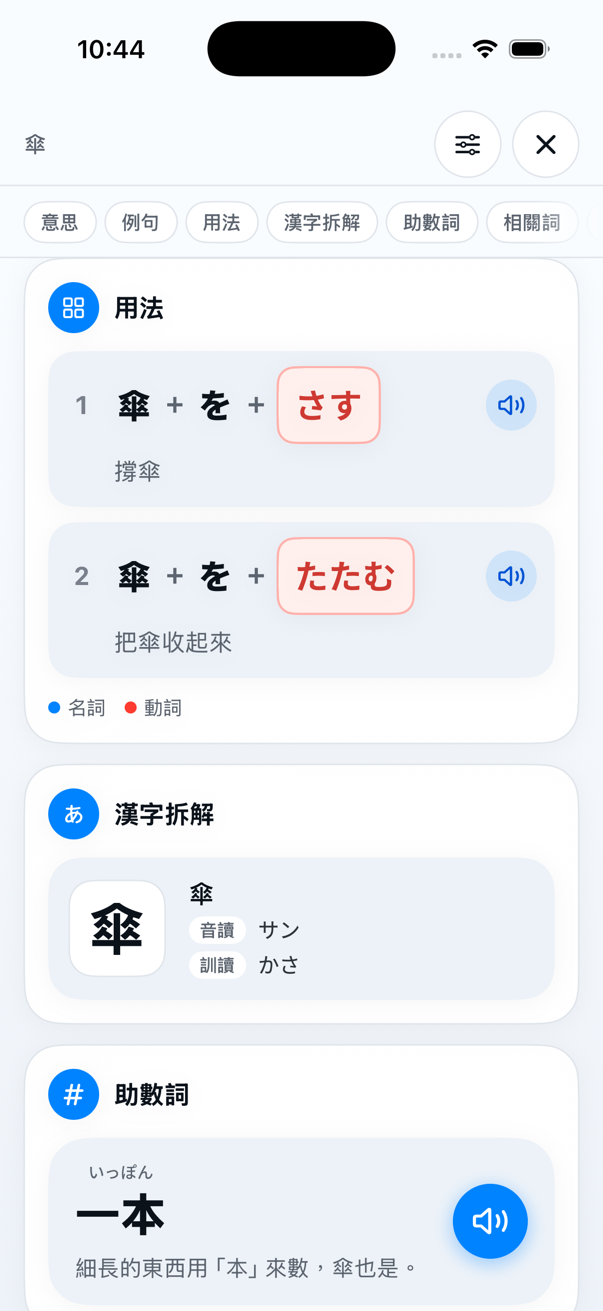 10:44
傘
意思 例句 用法 漢字拆解 助數詞 相關詞
用法
1 傘 + を + さす
撐傘
2 傘 + を + たたむ
把傘收起來
名詞 動詞
あ 漢字拆解
傘 傘
音讀 サン
訓讀 かさ
# 助數詞
いっぽん
一本
細長的東西用「本」來數，傘也是。